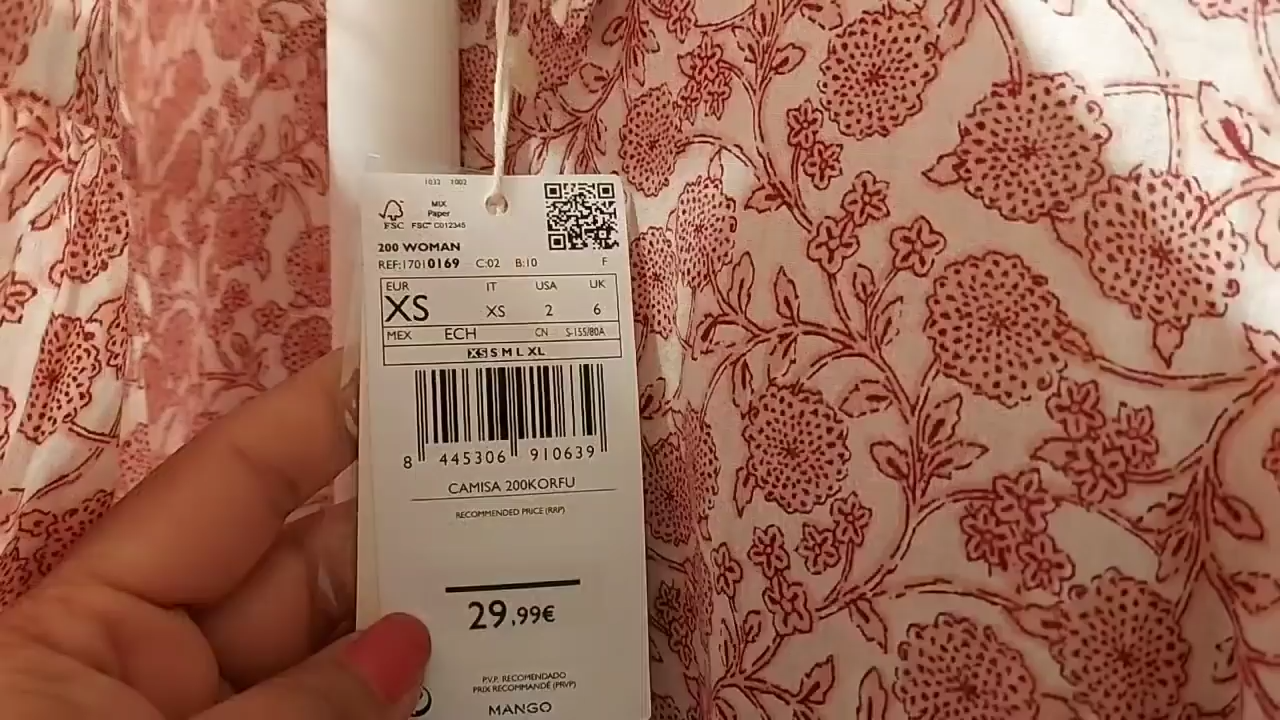 1033 1002
MIX
Paper
FSC FSC™ C012345
200 WOMAN
REF:17010169 C:02 B:10 F
EUR IT USA UK
XS XS 2 6
MEX ECH CN S-155/80A
XS S M L XL
8 445306 910639
CAMISA 200KORFU
RECOMMENDED PRICE (RRP)
29,99€
P.V.P. RECOMENDADO
PRIX RECOMMANDÉ (PRVP)
MANGO